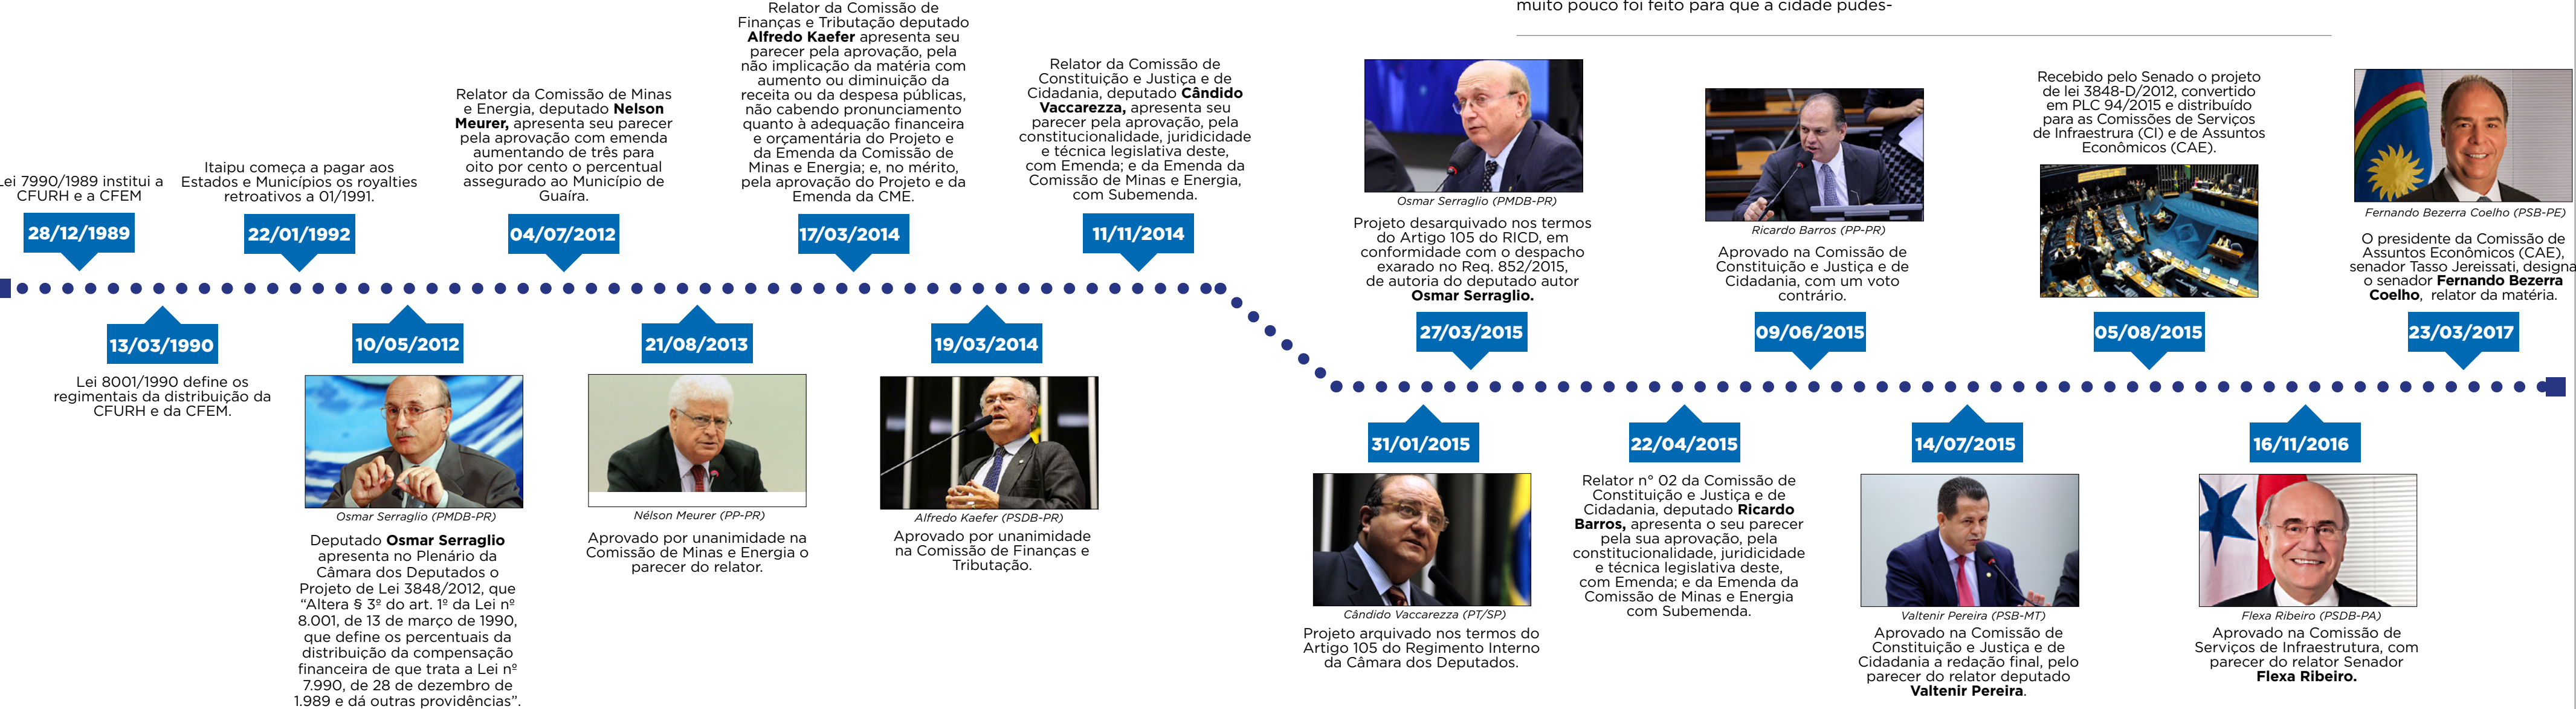 muito pouco foi feito para que a cidade pudes-
Lei 7990/1989 institui a
CFURH e a CFEM
28/12/1989
13/03/1990
Lei 8001/1990 define os
regimentais da distribuição da
CFURH e da CFEM.
Itaipu começa a pagar aos
Estados e Municípios os royalties
retroativos a 01/1991.
22/01/1992
10/05/2012
Osmar Serraglio (PMDB-PR)
Deputado Osmar Serraglio
apresenta no Plenário da
Câmara dos Deputados o
Projeto de Lei 3848/2012, que
“Altera § 3º do art. 1º da Lei nº
8.001, de 13 de março de 1990,
que define os percentuais da
distribuição da compensação
financeira de que trata a Lei nº
7.990, de 28 de dezembro de
1.989 e dá outras providências”.
Relator da Comissão de Minas
e Energia, deputado Nelson
Meurer, apresenta seu parecer
pela aprovação com emenda
aumentando de três para
oito por cento o percentual
assegurado ao Município de
Guaíra.
04/07/2012
21/08/2013
Nélson Meurer (PP-PR)
Aprovado por unanimidade na
Comissão de Minas e Energia o
parecer do relator.
Relator da Comissão de
Finanças e Tributação deputado
Alfredo Kaefer apresenta seu
parecer pela aprovação, pela
não implicação da matéria com
aumento ou diminuição da
receita ou da despesa públicas,
não cabendo pronunciamento
quanto à adequação financeira
e orçamentária do Projeto e
da Emenda da Comissão de
Minas e Energia; e, no mérito,
pela aprovação do Projeto e da
Emenda da CME.
17/03/2014
19/03/2014
Alfredo Kaefer (PSDB-PR)
Aprovado por unanimidade
na Comissão de Finanças e
Tributação.
Relator da Comissão de
Constituição e Justiça e de
Cidadania, deputado Cândido
Vaccarezza, apresenta seu
parecer pela aprovação, pela
constitucionalidade, juridicidade
e técnica legislativa deste,
com Emenda; e da Emenda da
Comissão de Minas e Energia,
com Subemenda.
11/11/2014
31/01/2015
Cândido Vaccarezza (PT/SP)
Projeto arquivado nos termos do
Artigo 105 do Regimento Interno
da Câmara dos Deputados.
Osmar Serraglio (PMDB-PR)
Projeto desarquivado nos termos
do Artigo 105 do RICD, em
conformidade com o despacho
exarado no Req. 852/2015,
de autoria do deputado autor
Osmar Serraglio.
27/03/2015
22/04/2015
Relator n° 02 da Comissão de
Constituição e Justiça e de
Cidadania, deputado Ricardo
Barros, apresenta o seu parecer
pela sua aprovação, pela
constitucionalidade, juridicidade
e técnica legislativa deste,
com Emenda; e da Emenda da
Comissão de Minas e Energia
com Subemenda.
Ricardo Barros (PP-PR)
Aprovado na Comissão de
Constituição e Justiça e de
Cidadania, com um voto
contrário.
09/06/2015
14/07/2015
Valtenir Pereira (PSB-MT)
Aprovado na Comissão de
Constituição e Justiça e de
Cidadania a redação final, pelo
parecer do relator deputado
Valtenir Pereira.
Recebido pelo Senado o projeto
de lei 3848-D/2012, convertido
em PLC 94/2015 e distribuído
para as Comissões de Serviços
de Infraestrura (CI) e de Assuntos
Econômicos (CAE).
05/08/2015
16/11/2016
Flexa Ribeiro (PSDB-PA)
Aprovado na Comissão de
Serviços de Infraestrutura, com
parecer do relator Senador
Flexa Ribeiro.
Fernando Bezerra Coelho (PSB-PE)
O presidente da Comissão de
Assuntos Econômicos (CAE),
senador Tasso Jereissati, designa
o senador Fernando Bezerra
Coelho, relator da matéria.
23/03/2017